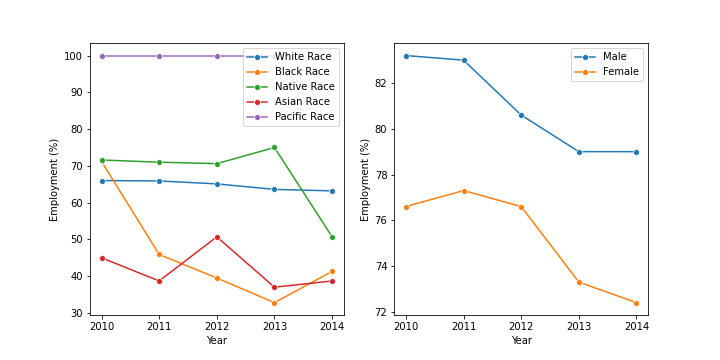 100
90
80
70
60
50
40
30
Employment (%)
2010 2011 2012 2013 2014
Year
White Race
Black Race
Native Race
Asian Race
Pacific Race
82
80
78
76
74
72
Employment (%)
2010 2011 2012 2013 2014
Year
Male
Female